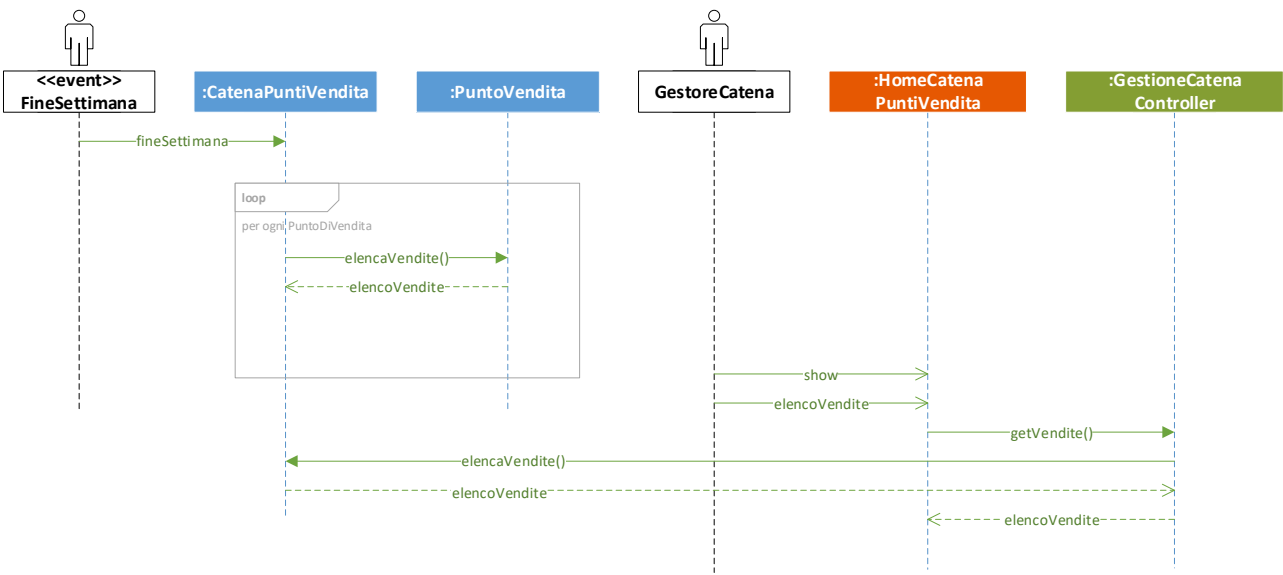 <<event>>
FineSettimana
:CatenaPuntiVendita
:PuntoVendita
GestoreCatena
:HomeCatena
PuntiVendita
:GestioneCatena
Controller
fineSettimana
loop
per ogni PuntoDiVendita
elencaVendite()
elencoVendite
show
elencoVendite
getVendite()
elencaVendite()
elencoVendite
elencoVendite